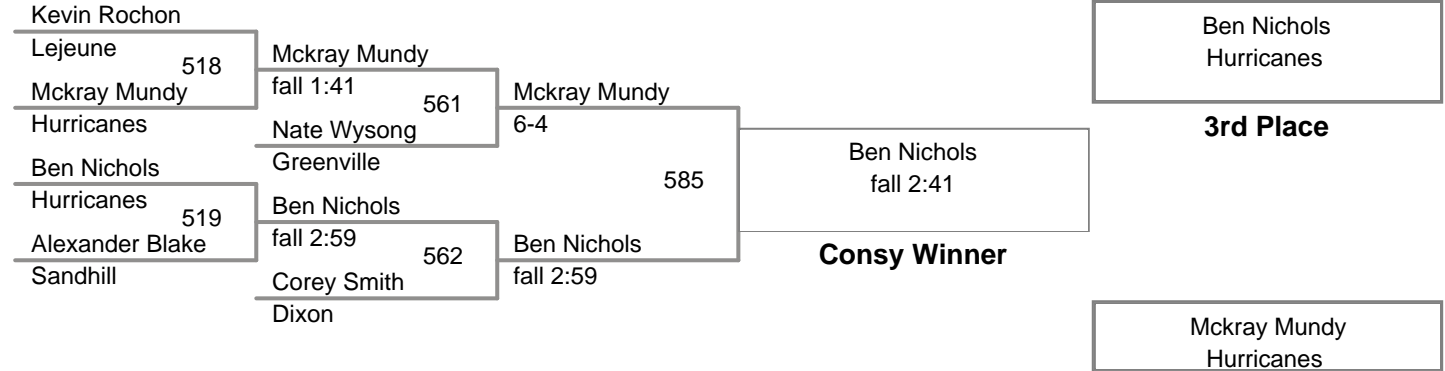 Kevin Rochon
Lejeune
518
Mckray Mundy
Hurricanes
Ben Nichols
Hurricanes
519
Alexander Blake
Sandhill
Mckray Mundy
fall 1:41
561
Nate Wysong
Greenville
Ben Nichols
fall 2:59
562
Corey Smith
Dixon
Mckray Mundy
6-4
585
Ben Nichols
fall 2:59
Ben Nichols
fall 2:41
Consy Winner
Ben Nichols
Hurricanes
3rd Place
Mckray Mundy
Hurricanes